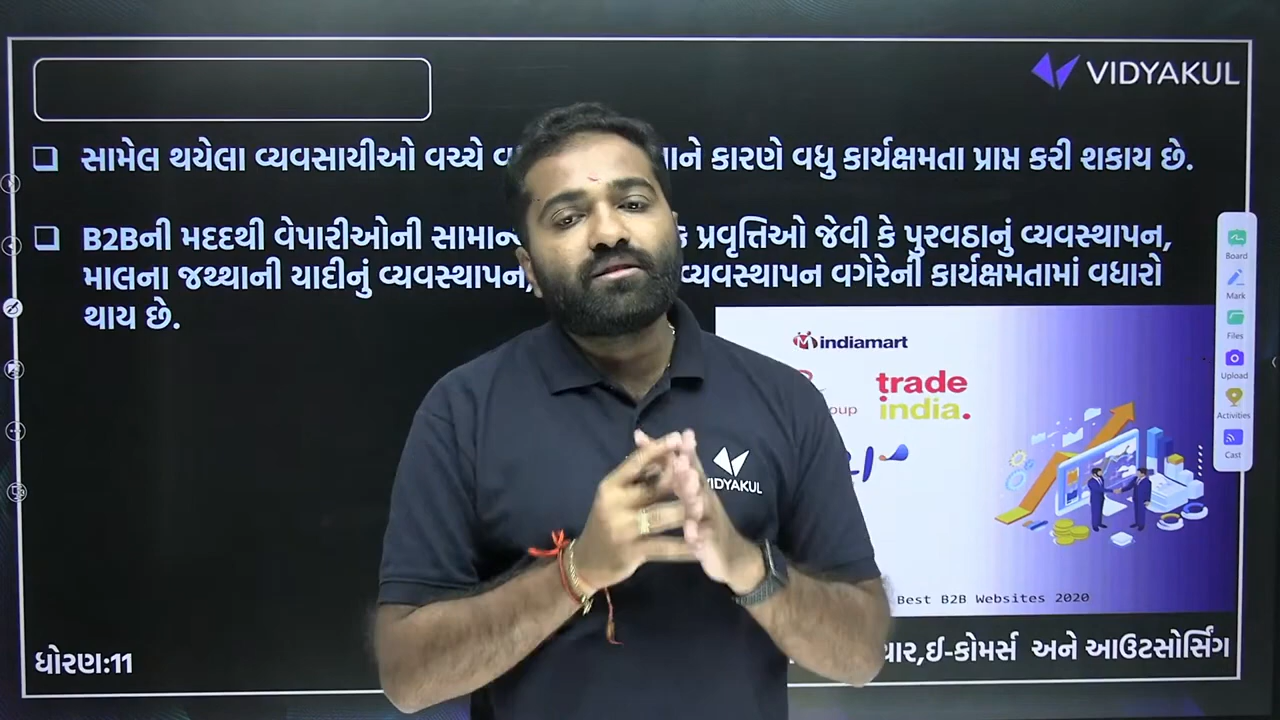 VIDYAKUL
સામેલ થયેલા વ્યવસાયીઓ વચ્ચે કારણે વધુ કાર્યક્ષમતા પ્રાપ્ત કરી શકાય છે.
B2Bની મદદથી વેપારીઓની પ્રવૃત્તિઓ જેવી કે પુરવઠાનું વ્યવસ્થાપન,
માલના જથ્થાની યાદીનું વ્યવસ્થાપન, વ્યવસ્થાપન વગેરેની કાર્યક્ષમતામાં વધારો
થાય છે.
Board
Mark
Files
Upload
Activities
Cast
indiamart
trade
india.
VIDYAKUL
Best B2B Websites 2020
ધોરણ:11
ઈ-કોમર્સ અને આઉટસોર્સિંગ